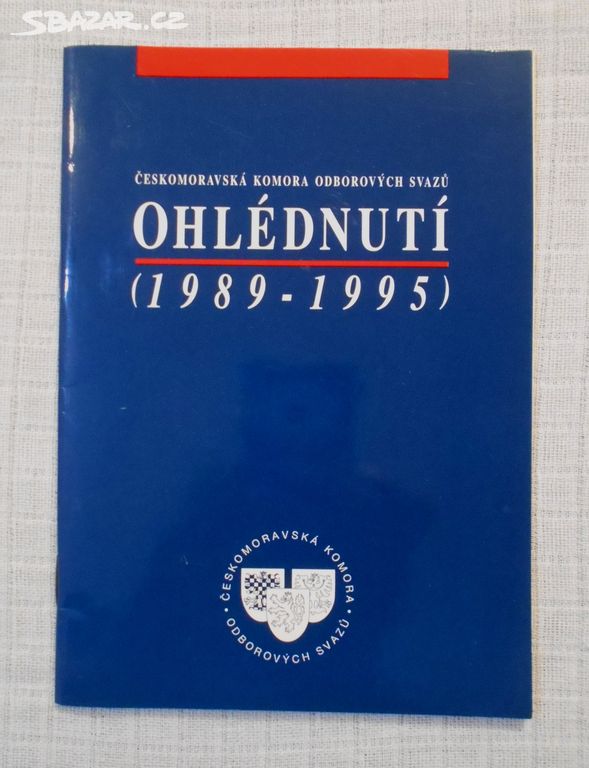 SBAZAR.CZ
ČESKOMORAVSKÁ KOMORA ODBOROVÝCH SVAZŮ
OHLÉDNUTÍ
(1989 - 1995)
ČESKOMORAVSKÁ KOMORA
• ODBOROVÝCH SVAZŮ •